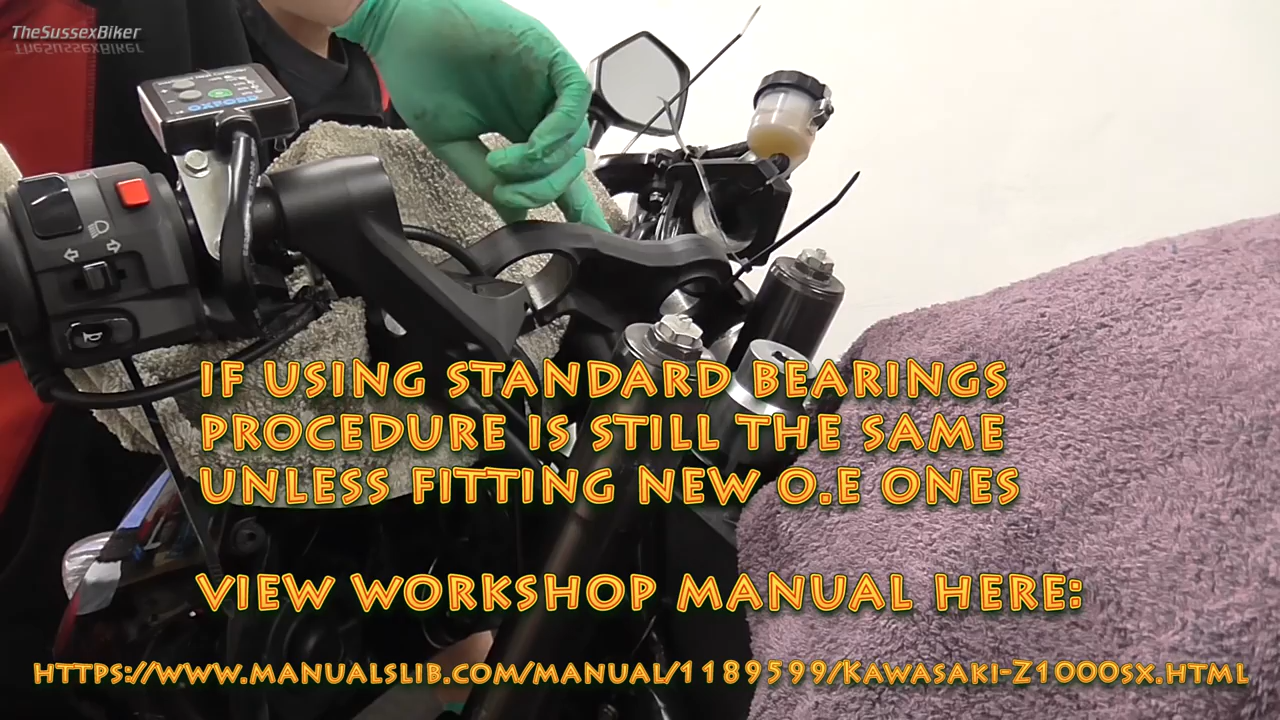 TheSussexBiker
OXFORD
IF USING STANDARD BEARINGS
PROCEDURE IS STILL THE SAME
UNLESS FITTING NEW O.E ONES
VIEW WORKSHOP MANUAL HERE:
HTTPS://WWW.MANUALSLIB.COM/MANUAL/1189599/KAWASAKI-Z1000SX.HTML